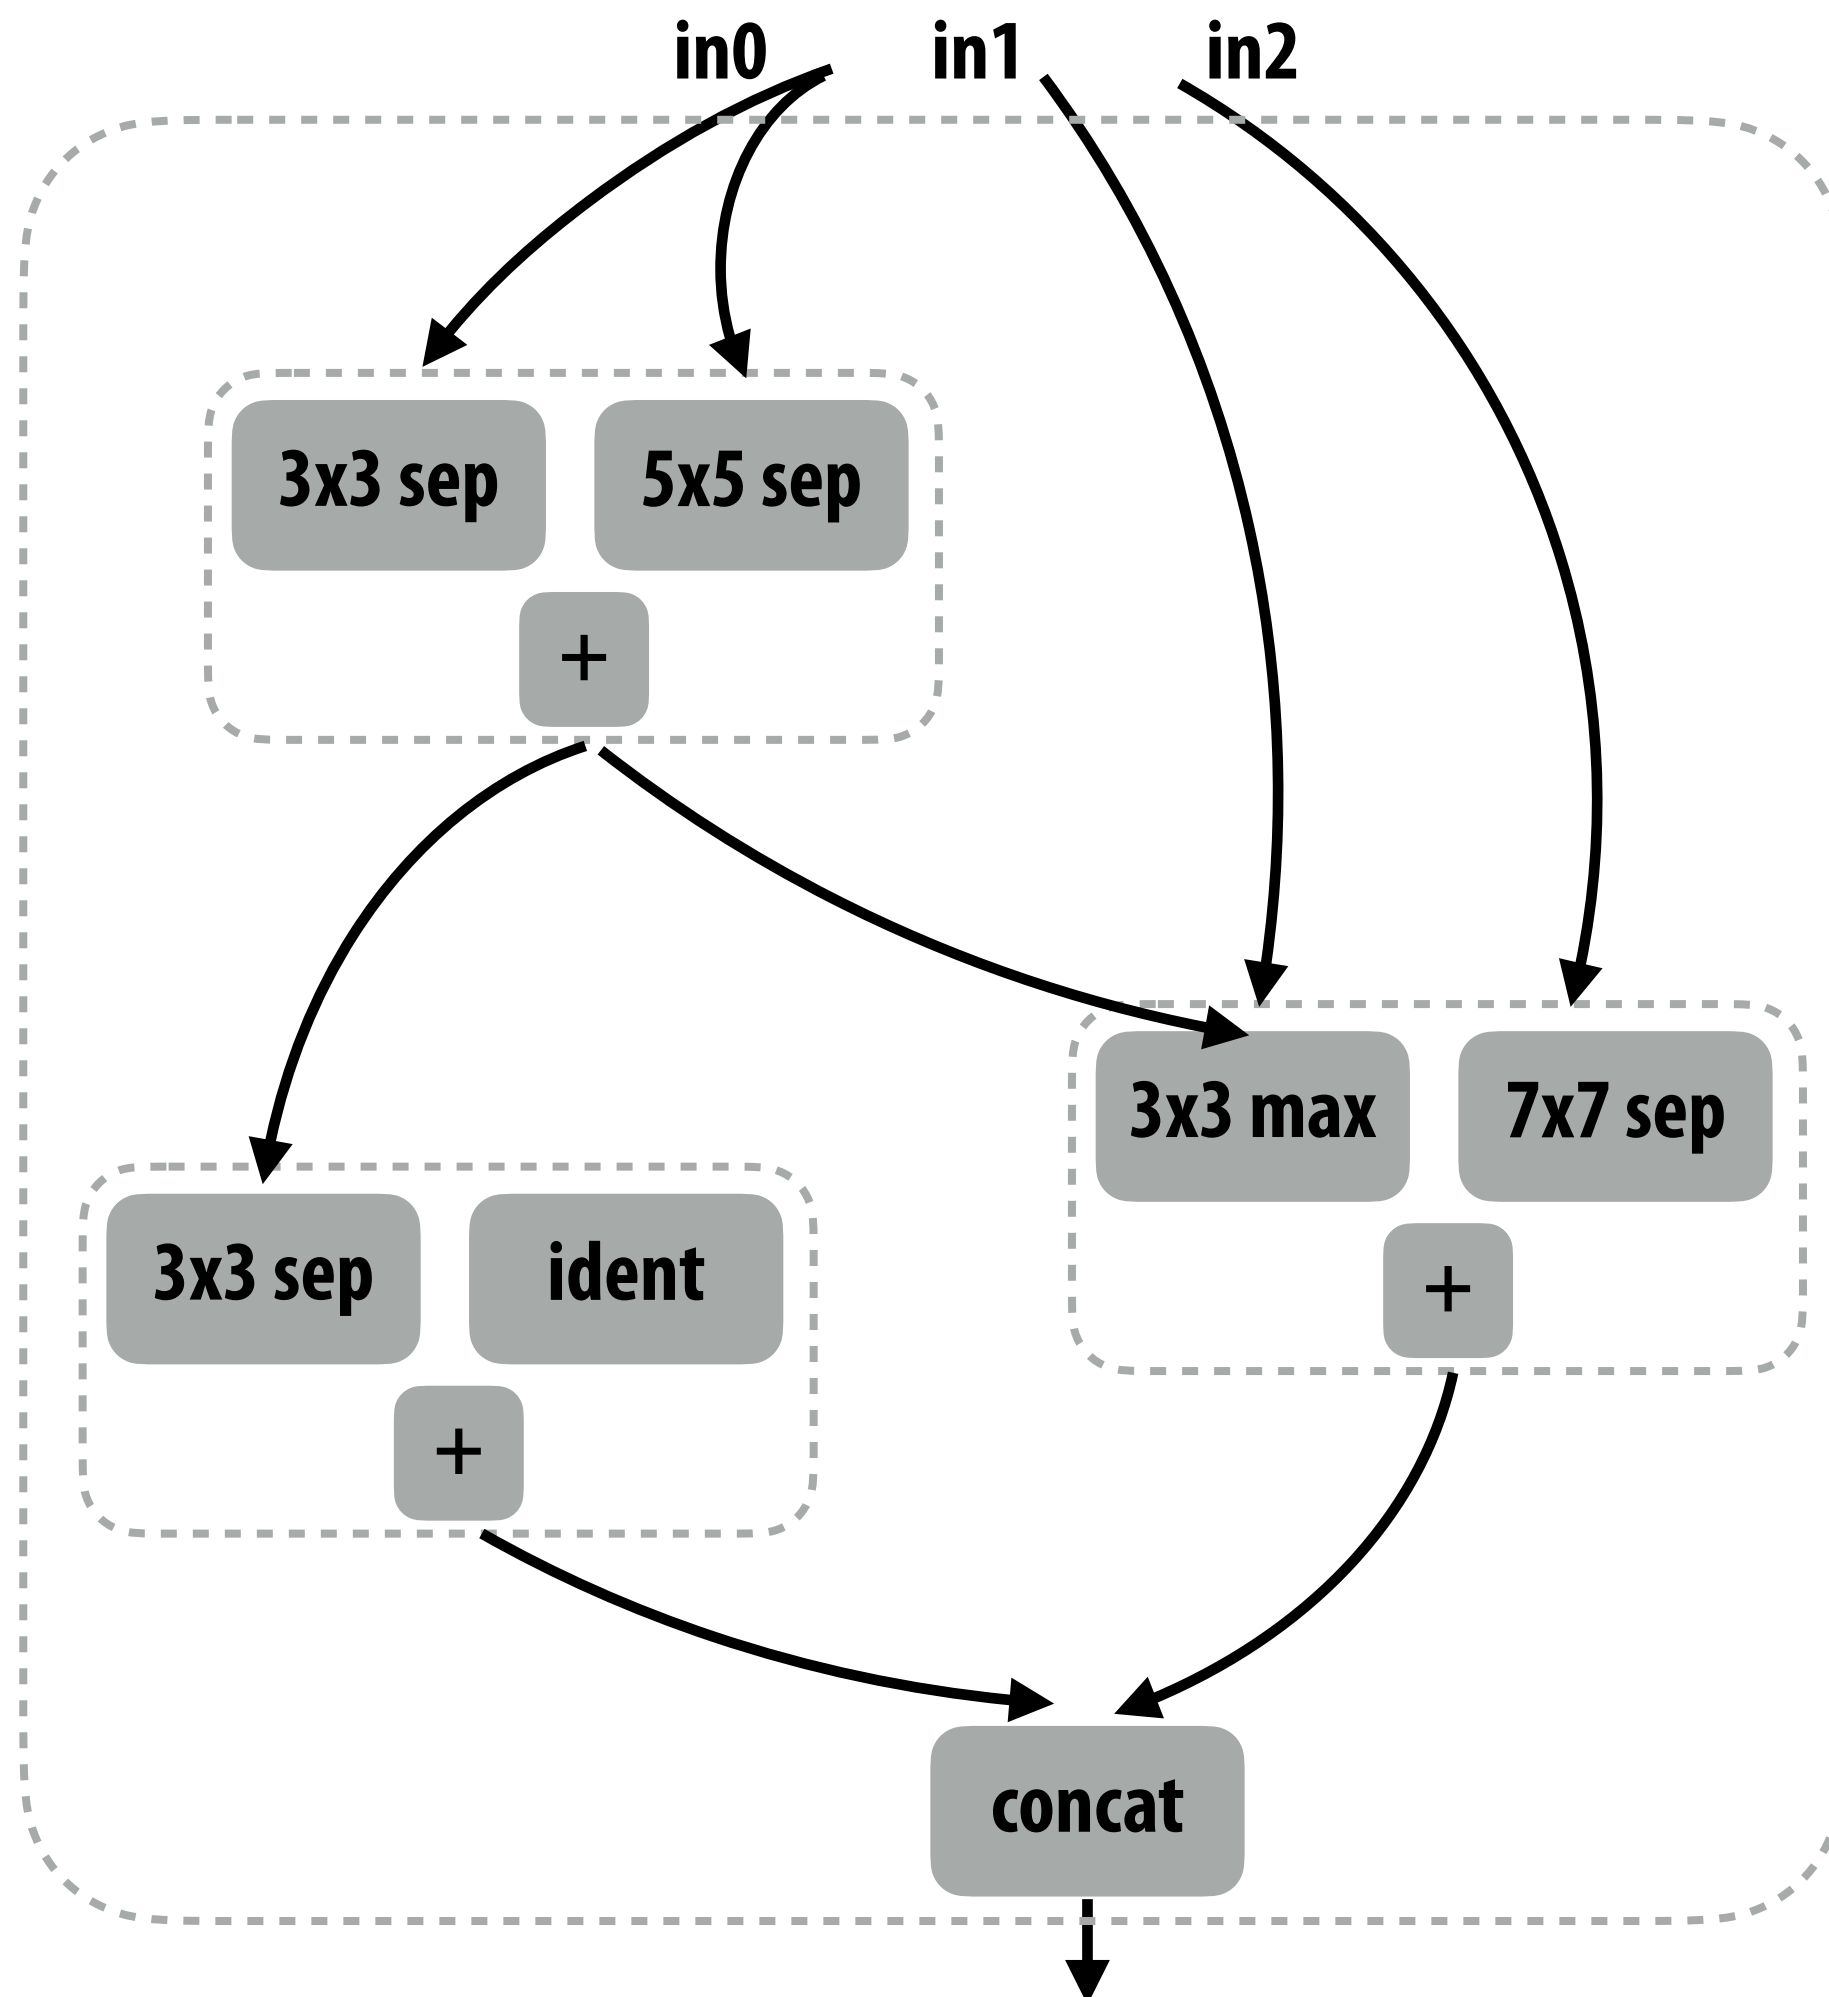 in0 in1 in2
3x3 sep 5x5 sep
+
3x3 max 7x7 sep
+
3x3 sep ident
+
concat